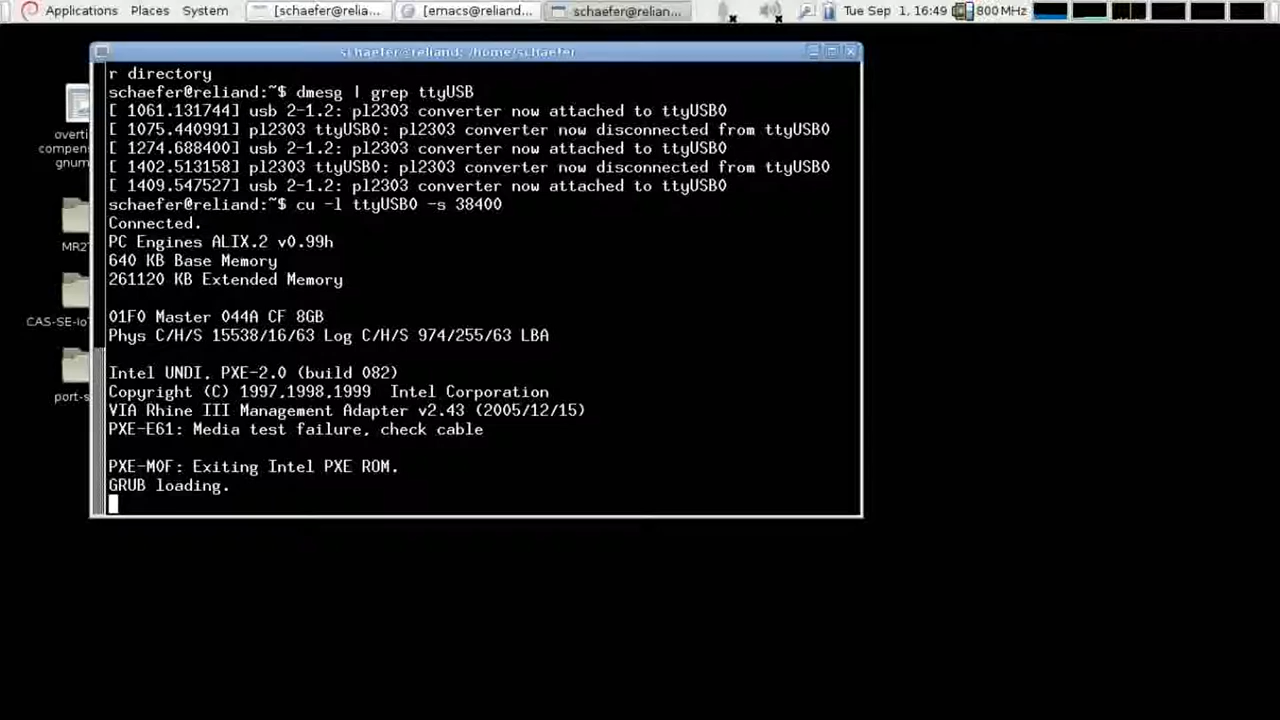 Applications Places System [schaefer@relia... [emacs@reliand... schaefer@relian... Tue Sep 1, 16:49 800 MHz
schaefer@reliand: /home/schaefer
r directory
schaefer@reliand:~$ dmesg | grep ttyUSB
[ 1061.131744] usb 2-1.2: pl2303 converter now attached to ttyUSB0
[ 1075.440991] pl2303 ttyUSB0: pl2303 converter now disconnected from ttyUSB0
[ 1274.688400] usb 2-1.2: pl2303 converter now attached to ttyUSB0
[ 1402.513158] pl2303 ttyUSB0: pl2303 converter now disconnected from ttyUSB0
[ 1409.547527] usb 2-1.2: pl2303 converter now attached to ttyUSB0
schaefer@reliand:~$ cu -l ttyUSB0 -s 38400
Connected.
PC Engines ALIX.2 v0.99h
640 KB Base Memory
261120 KB Extended Memory
01F0 Master 044A CF 8GB
Phys C/H/S 15538/16/63 Log C/H/S 974/255/63 LBA
Intel UNDI, PXE-2.0 (build 082)
Copyright (C) 1997,1998,1999  Intel Corporation
VIA Rhine III Management Adapter v2.43 (2005/12/15)
PXE-E61: Media test failure, check cable
PXE-M0F: Exiting Intel PXE ROM.
GRUB loading.
overti
compens
gnum
MR2
CAS-SE-Io
port-s